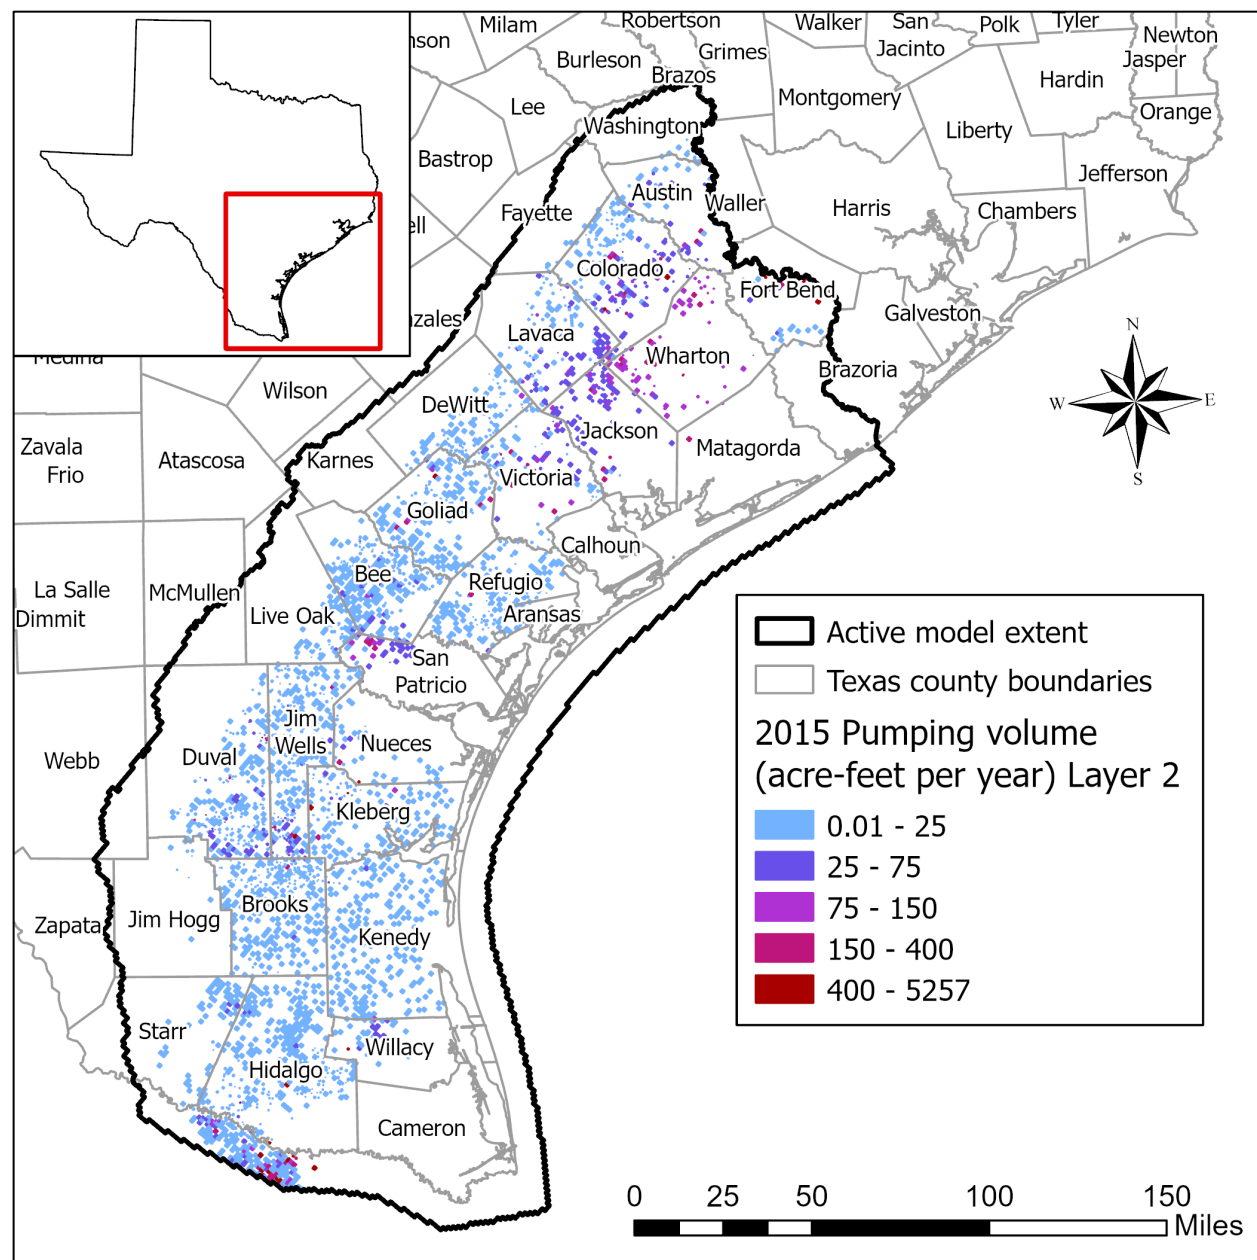 Milam
Robertson
Walker
San
Jacinto
Polk
Tyler
Newton
nson
Burleson
Grimes
Jasper
Brazos
Hardin
Lee
Montgomery
Orange
Washington
Liberty
Bastrop
Jefferson
Austin
Waller
Harris
Chambers
Fayette
ell
Colorado
Fort Bend
Galveston
nzales
Lavaca
Wharton
Medina
Brazoria
Wilson
DeWitt
Jackson
Matagorda
Zavala
Frio
Atascosa
Karnes
Victoria
Goliad
Calhoun
La Salle
Dimmit
McMullen
Bee
Refugio
Live Oak
Aransas
San
Patricio
Jim
Wells
Nueces
Webb
Duval
Kleberg
Zapata
Jim Hogg
Brooks
Kenedy
Starr
Willacy
Hidalgo
Cameron
N
W
E
S
Active model extent
Texas county boundaries
2015 Pumping volume
(acre-feet per year) Layer 2
0.01 - 25
25 - 75
75 - 150
150 - 400
400 - 5257
0 25 50 100 150
Miles